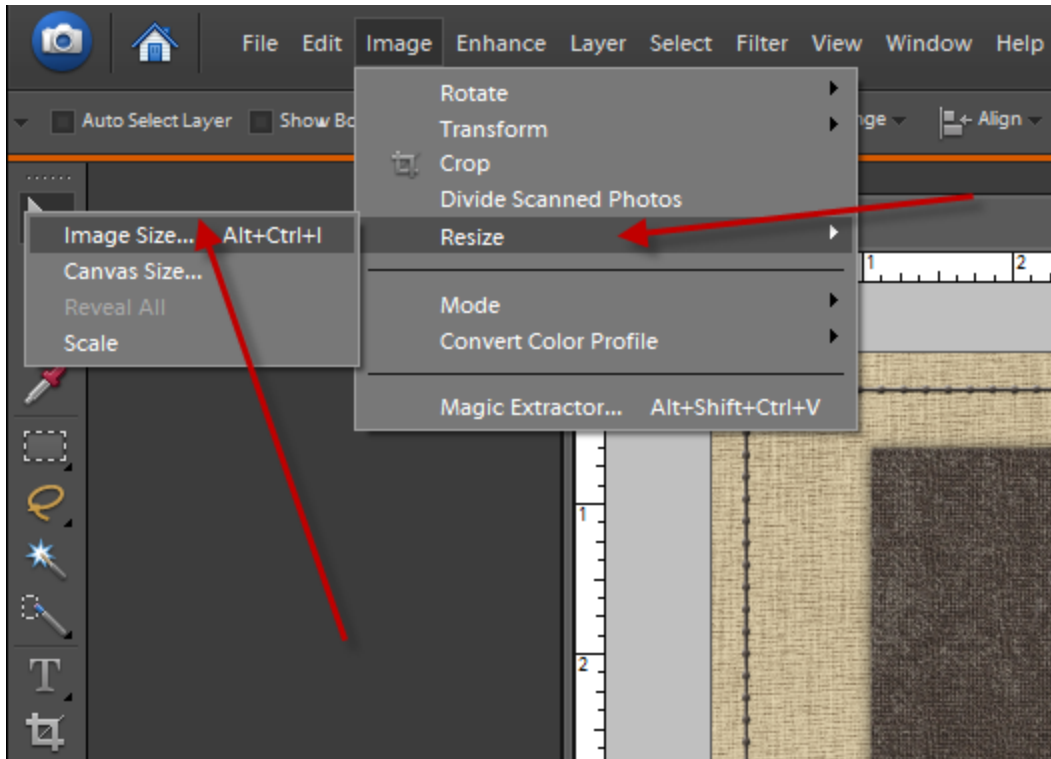 File Edit Image Enhance Layer Select Filter View Window Help
Auto Select Layer Show Bo nge Align
Rotate
Transform
Crop
Divide Scanned Photos
Resize
Mode
Convert Color Profile
Magic Extractor... Alt+Shift+Ctrl+V
Image Size... Alt+Ctrl+I
Canvas Size...
Reveal All
Scale
T
1 2
1
2